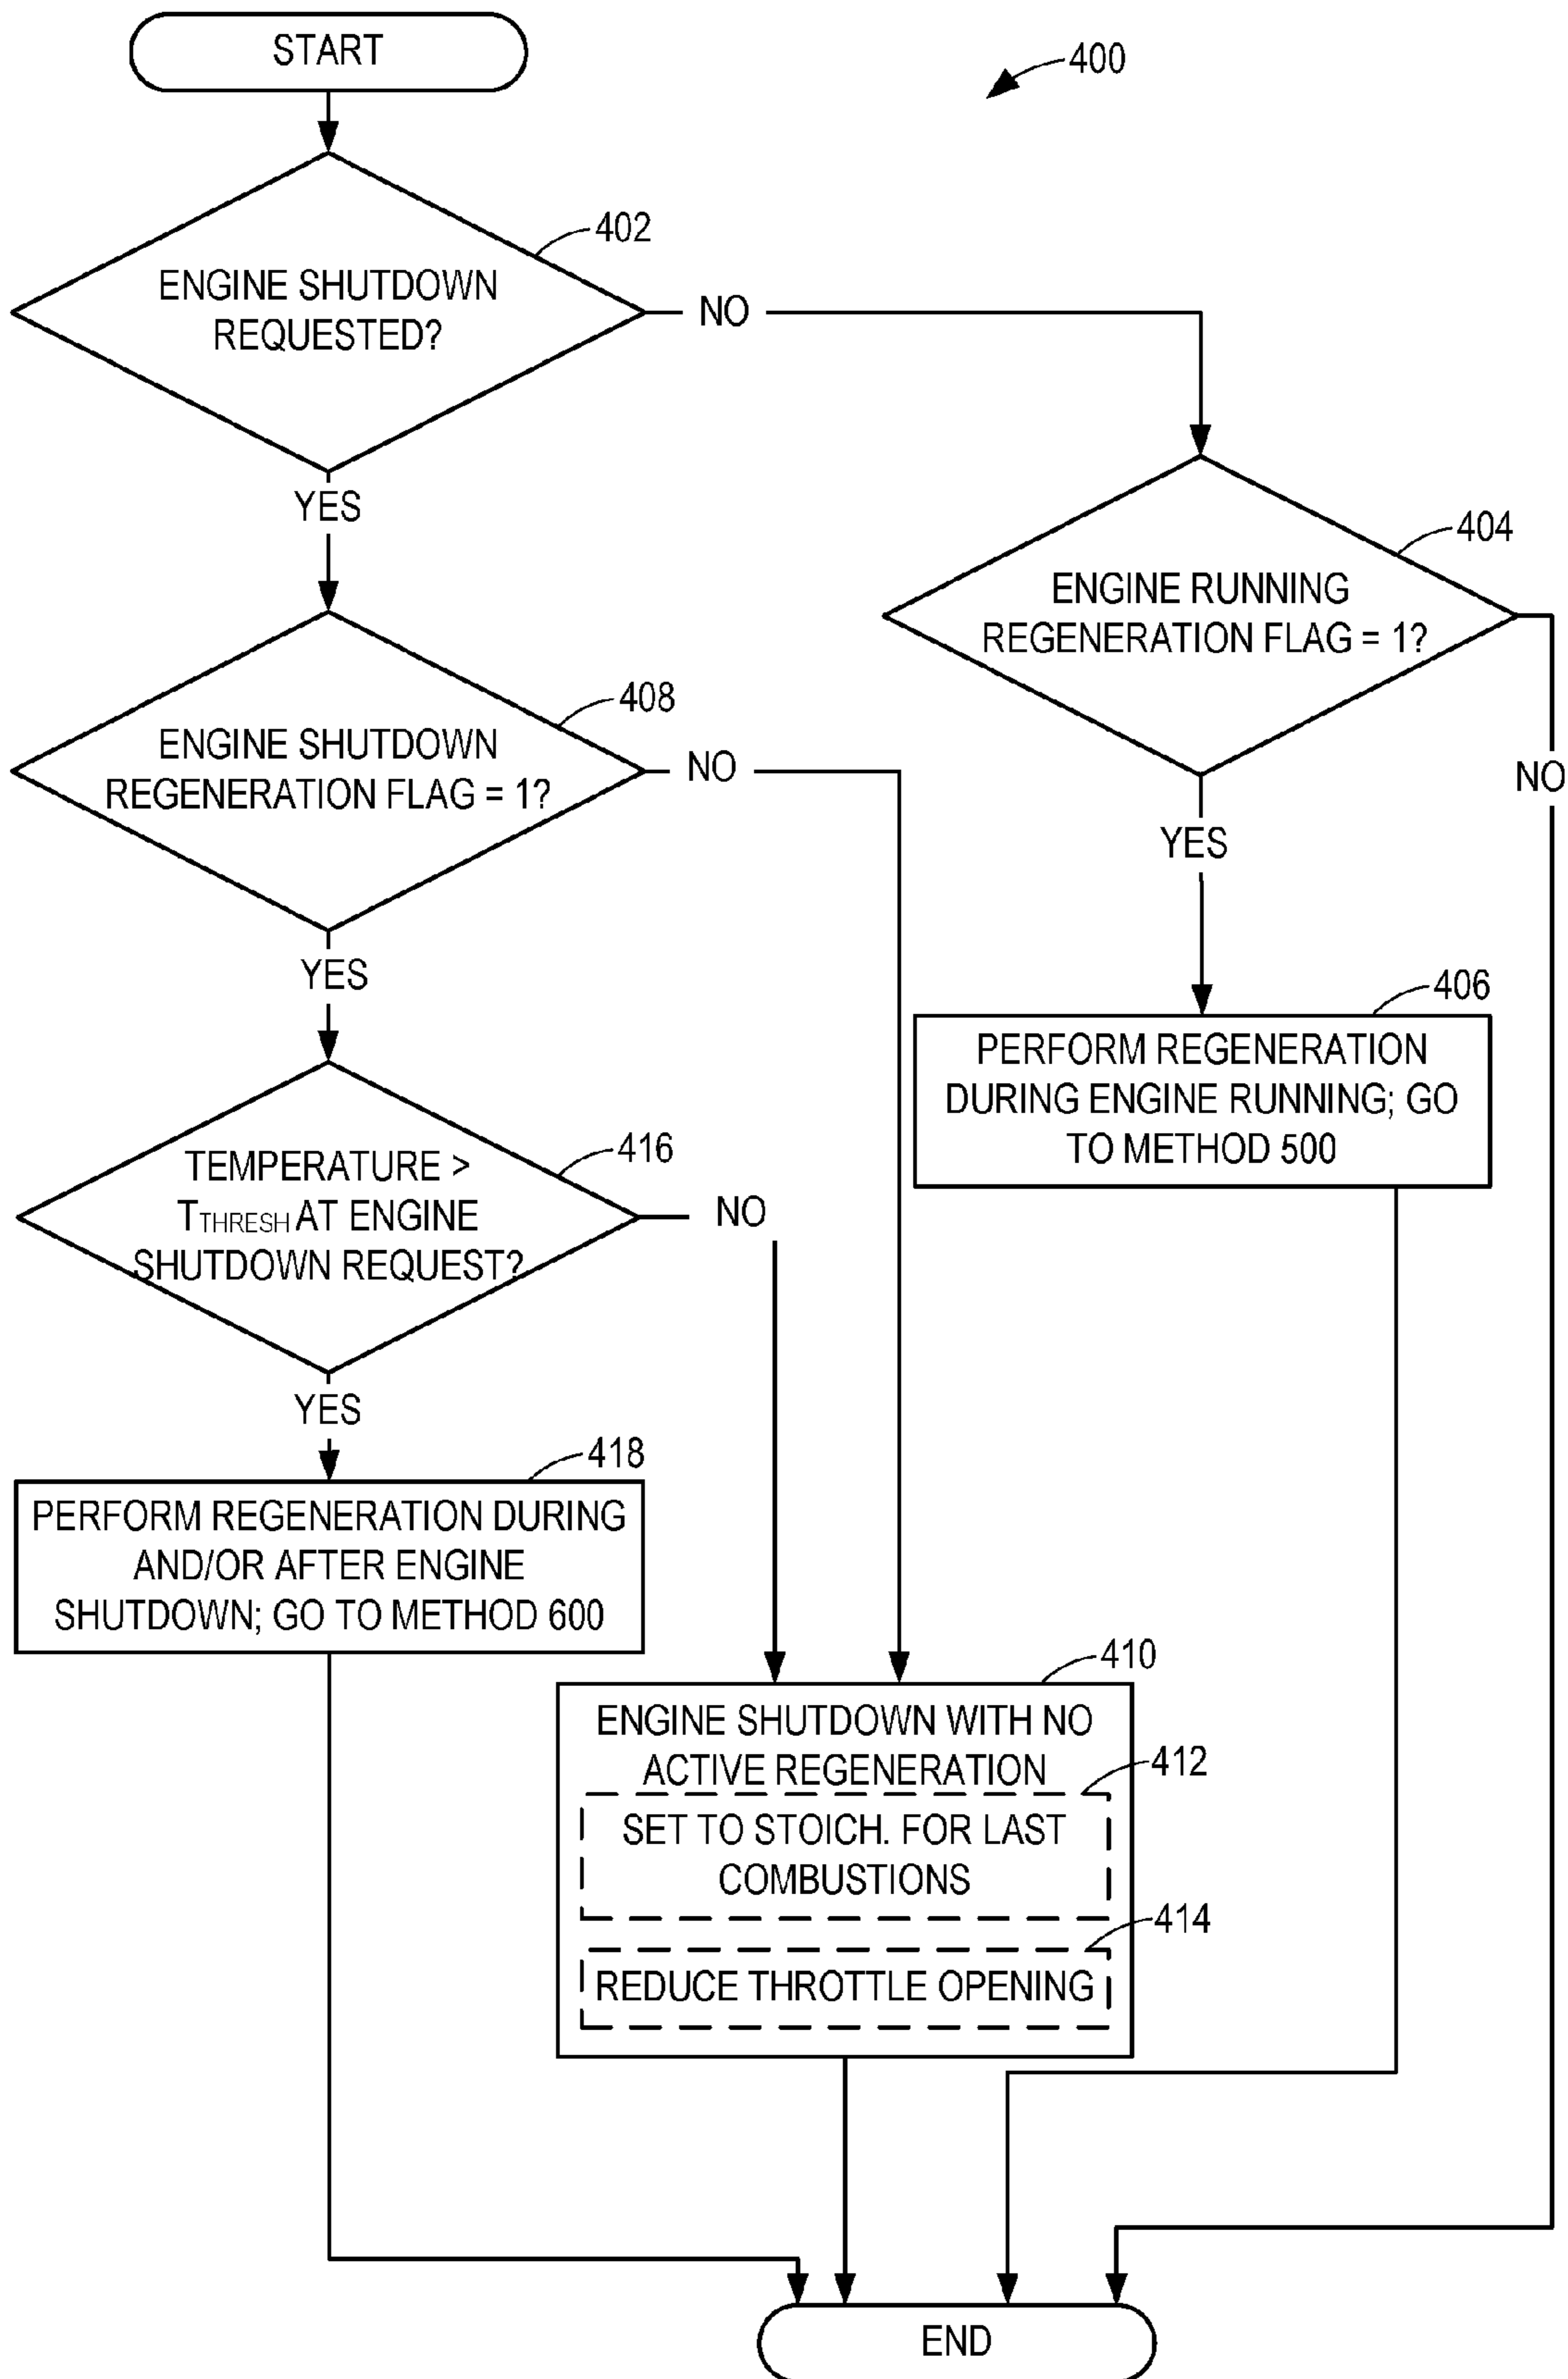 START
400
402
ENGINE SHUTDOWN
REQUESTED?
NO
YES
404
ENGINE RUNNING
REGENERATION FLAG = 1?
NO
YES
408
ENGINE SHUTDOWN
REGENERATION FLAG = 1?
NO
YES
406
PERFORM REGENERATION
DURING ENGINE RUNNING; GO
TO METHOD 500
416
TEMPERATURE >
TTHRESH AT ENGINE
SHUTDOWN REQUEST?
NO
YES
418
PERFORM REGENERATION DURING
AND/OR AFTER ENGINE
SHUTDOWN; GO TO METHOD 600
410
ENGINE SHUTDOWN WITH NO
ACTIVE REGENERATION
412
SET TO STOICH. FOR LAST
COMBUSTIONS
414
REDUCE THROTTLE OPENING
END